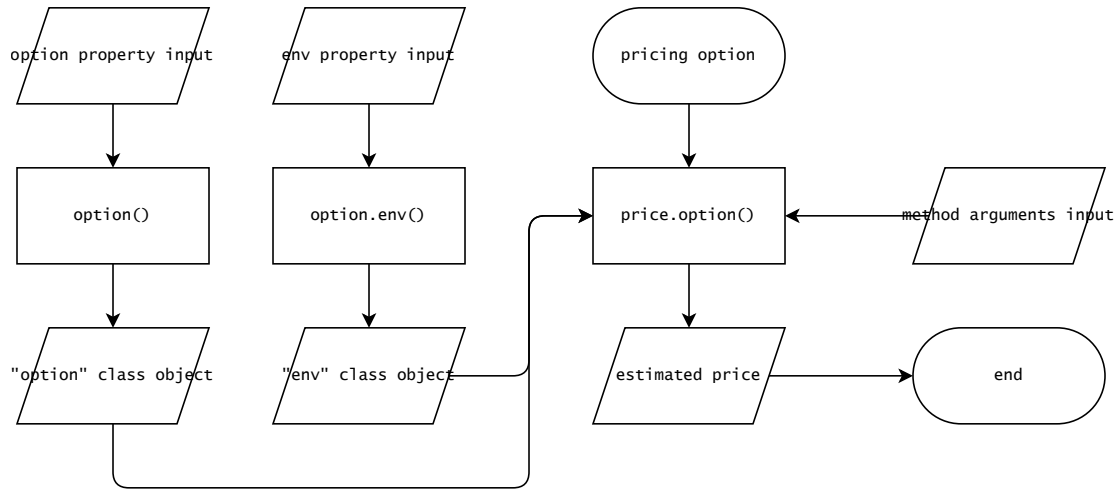 option property input
env property input
pricing option
option()
option.env()
price.option()
method arguments input
"option" class object
"env" class object
estimated price
end